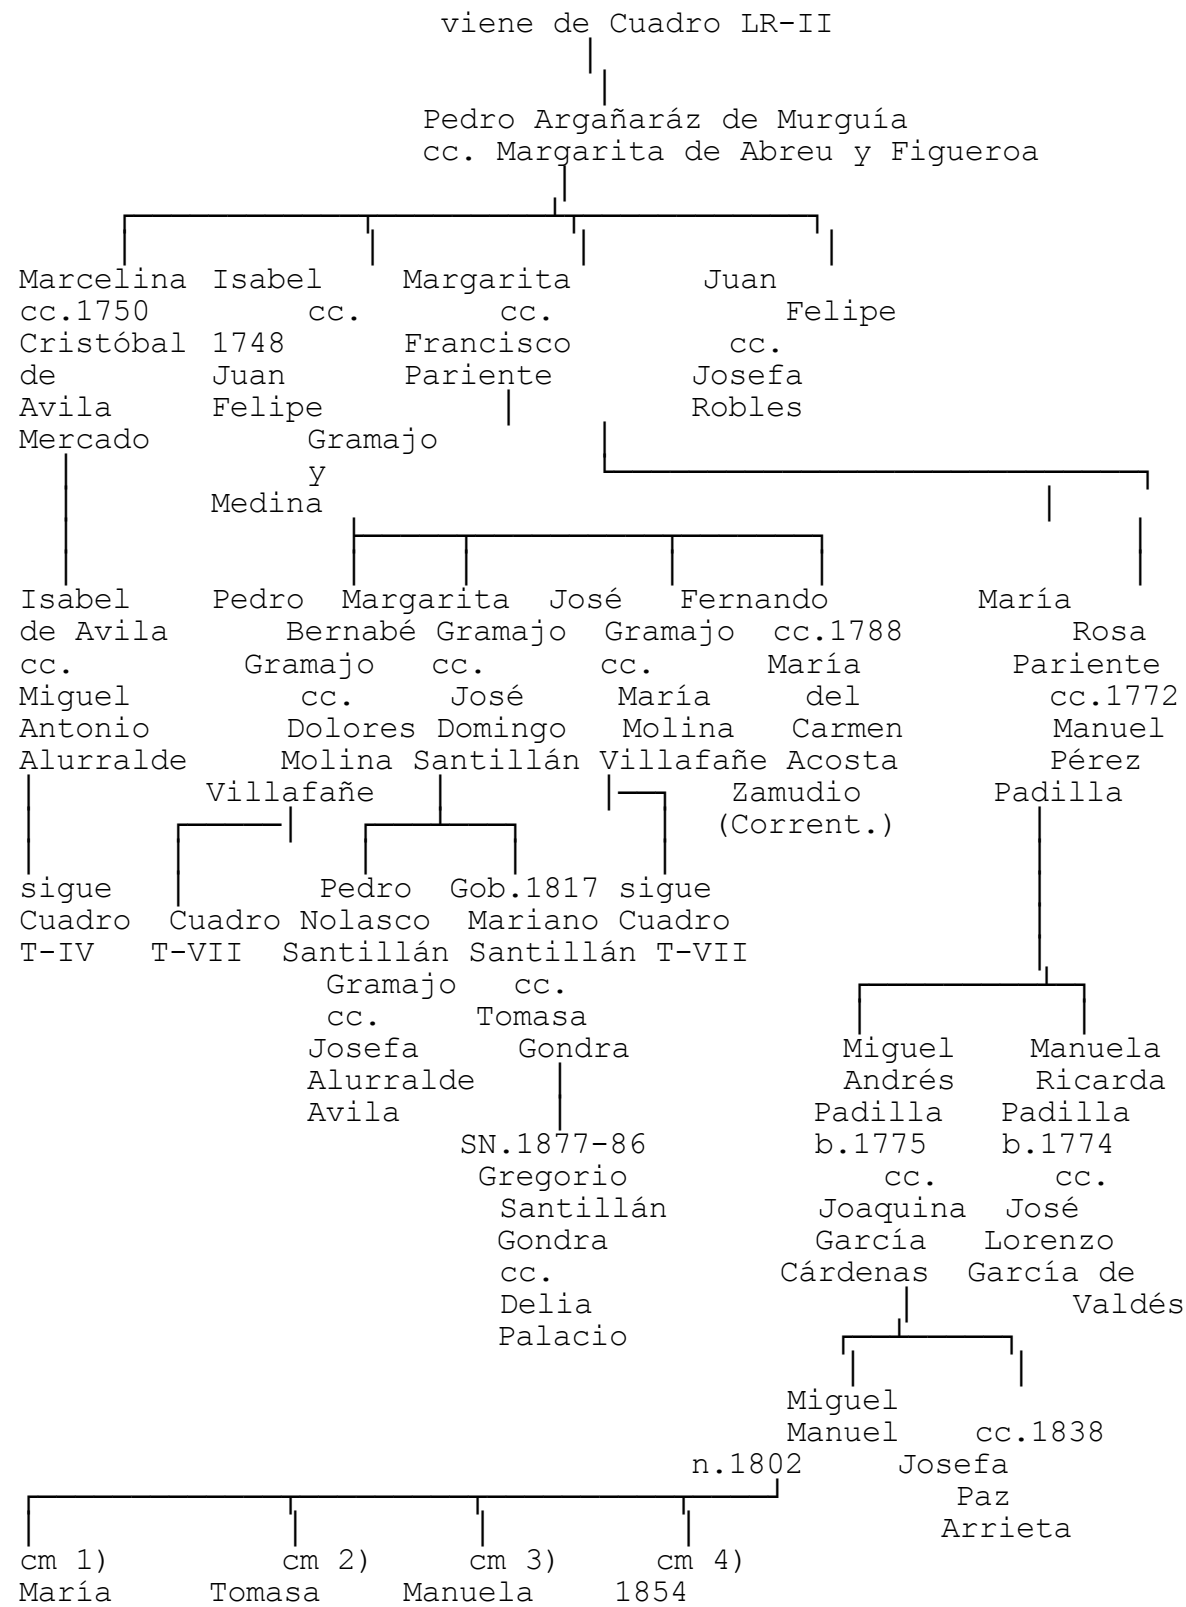 viene de Cuadro LR-II
Pedro Argañaráz de Murguía
cc. Margarita de Abreu y Figueroa
Marcelina Isabel Margarita Juan
cc.1750 cc. cc. Felipe
Cristóbal 1748 Francisco cc.
de Juan Pariente Josefa
Avila Felipe Robles
Mercado Gramajo
y
Medina
Isabel Pedro Margarita José Fernando María
de Avila Bernabé Gramajo Gramajo cc.1788 Rosa
cc. Gramajo cc. cc. María Pariente
Miguel cc. José María del cc.1772
Antonio Dolores Domingo Molina Carmen Manuel
Alurralde Molina Santillán Villafañe Acosta Pérez
Villafañe Zamudio Padilla
(Corrent.)
sigue Pedro Gob.1817 sigue
Cuadro Cuadro Nolasco Mariano Cuadro
T-IV T-VII Santillán Santillán T-VII
Gramajo cc.
cc. Tomasa
Josefa Gondra Miguel Manuela
Alurralde Andrés Ricarda
Avila Padilla Padilla
SN.1877-86 b.1775 b.1774
Gregorio cc. cc.
Santillán Joaquina José
Gondra García Lorenzo
cc. Cárdenas García de
Delia Valdés
Palacio
Miguel
Manuel cc.1838
n.1802 Josefa
Paz
Arrieta
cm 1) cm 2) cm 3) cm 4)
María Tomasa Manuela 1854